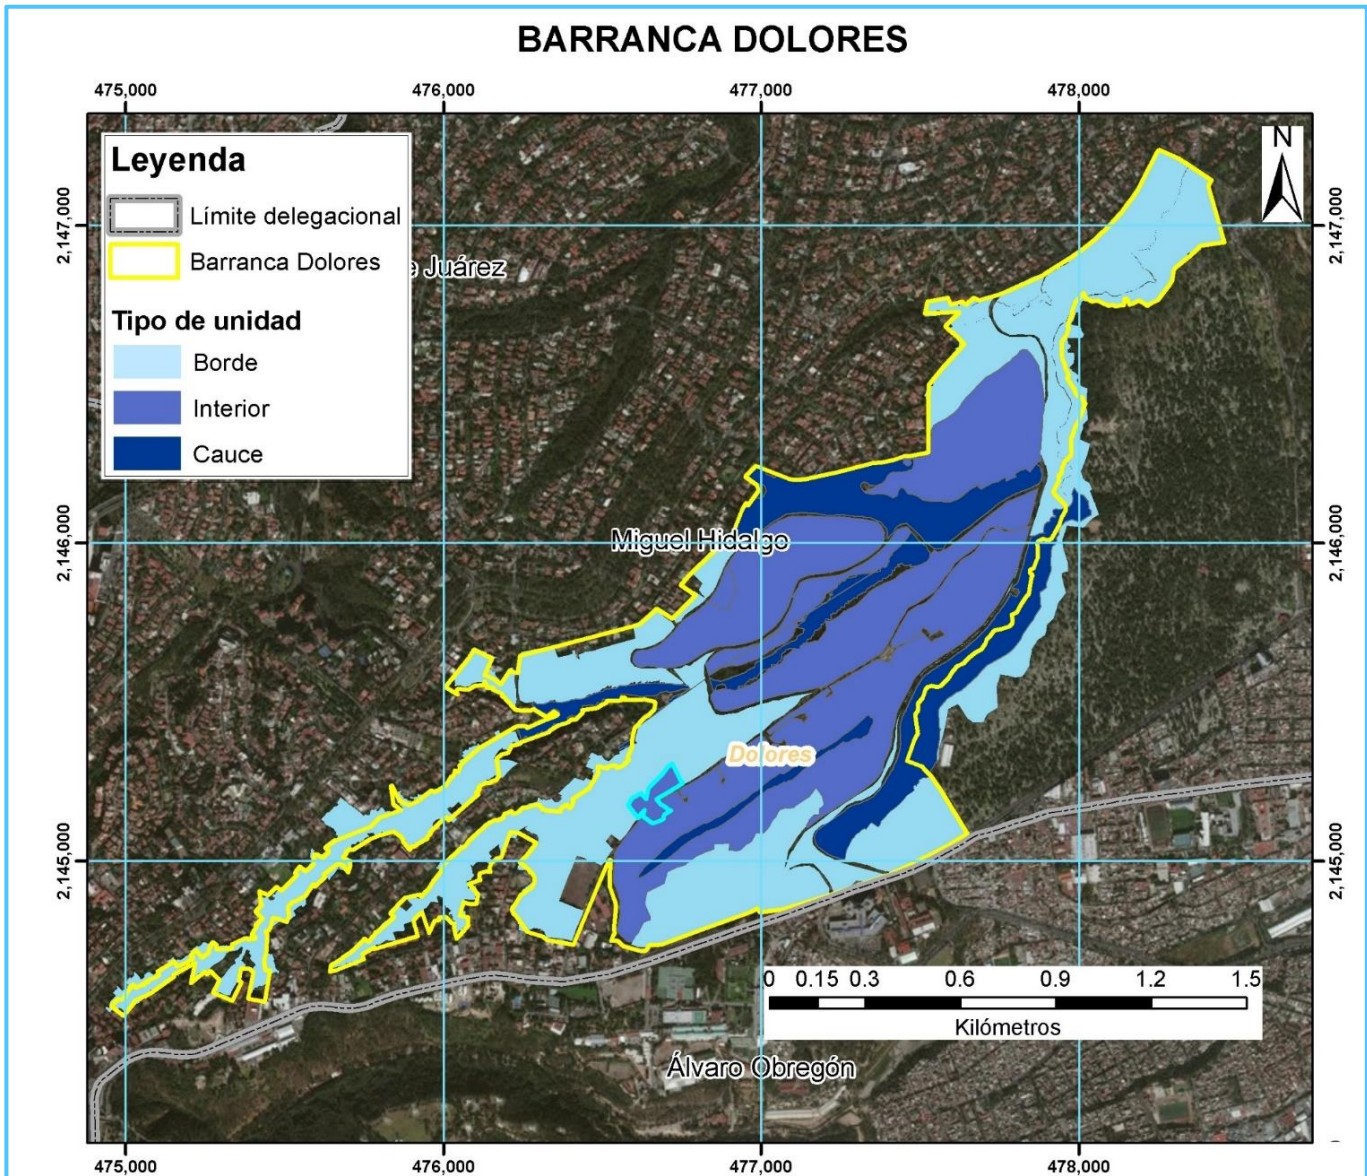 BARRANCA DOLORES
475,000
476,000
477,000
478,000
N
Leyenda
Límite delegacional
Barranca Dolores
Tipo de unidad
Borde
Interior
Cauce
e Juárez
2,147,000
2,147,000
Miguel Hidalgo
2,146,000
2,146,000
Dolores
2,145,000
2,145,000
0 0.15 0.3 0.6 0.9 1.2 1.5
Kilómetros
Álvaro Obregón
475,000
476,000
477,000
478,000